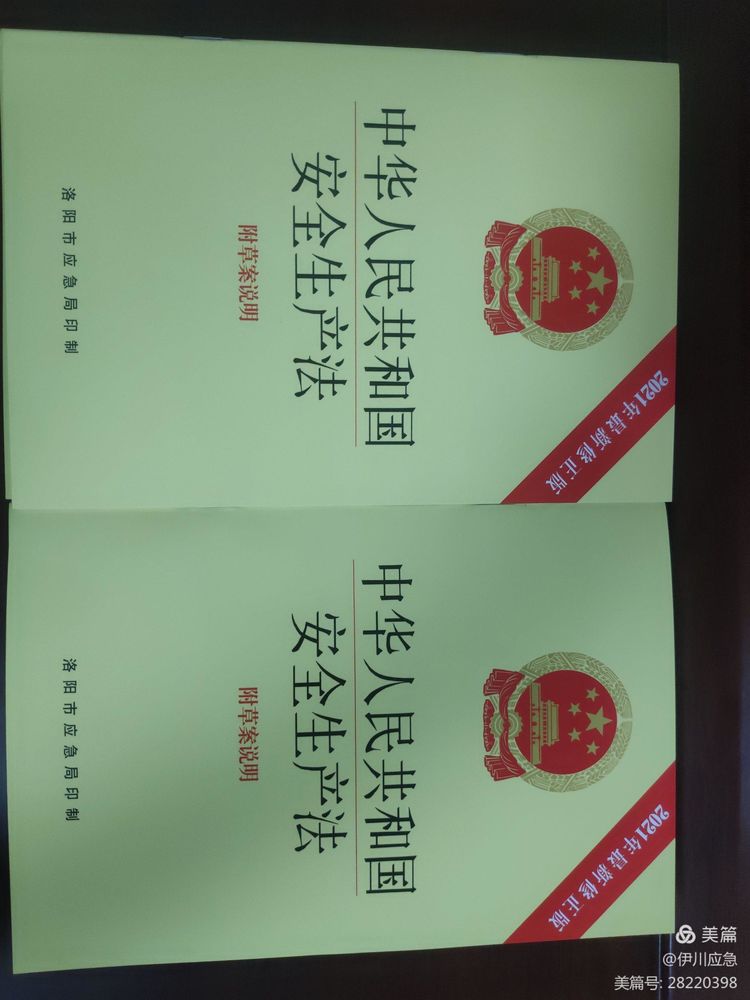 2021年最新修正版
中华人民共和国
安全生产法
附草案说明
洛阳市应急局印制
2021年最新修正版
中华人民共和国
安全生产法
附草案说明
洛阳市应急局印制
美篇
@伊川应急
美篇号: 28220398